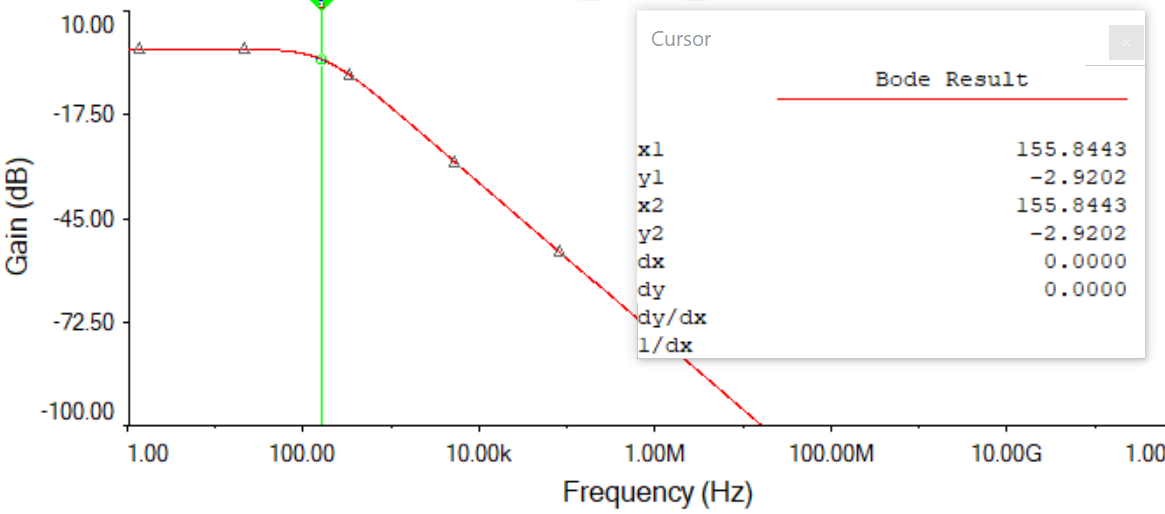 10.00
-17.50
-45.00
-72.50
-100.00
Gain (dB)
1.00 100.00 10.00k 1.00M 100.00M 10.00G 1.00
Frequency (Hz)
Cursor
Bode Result
x1 155.8443
y1 -2.9202
x2 155.8443
y2 -2.9202
dx 0.0000
dy 0.0000
dy/dx
1/dx